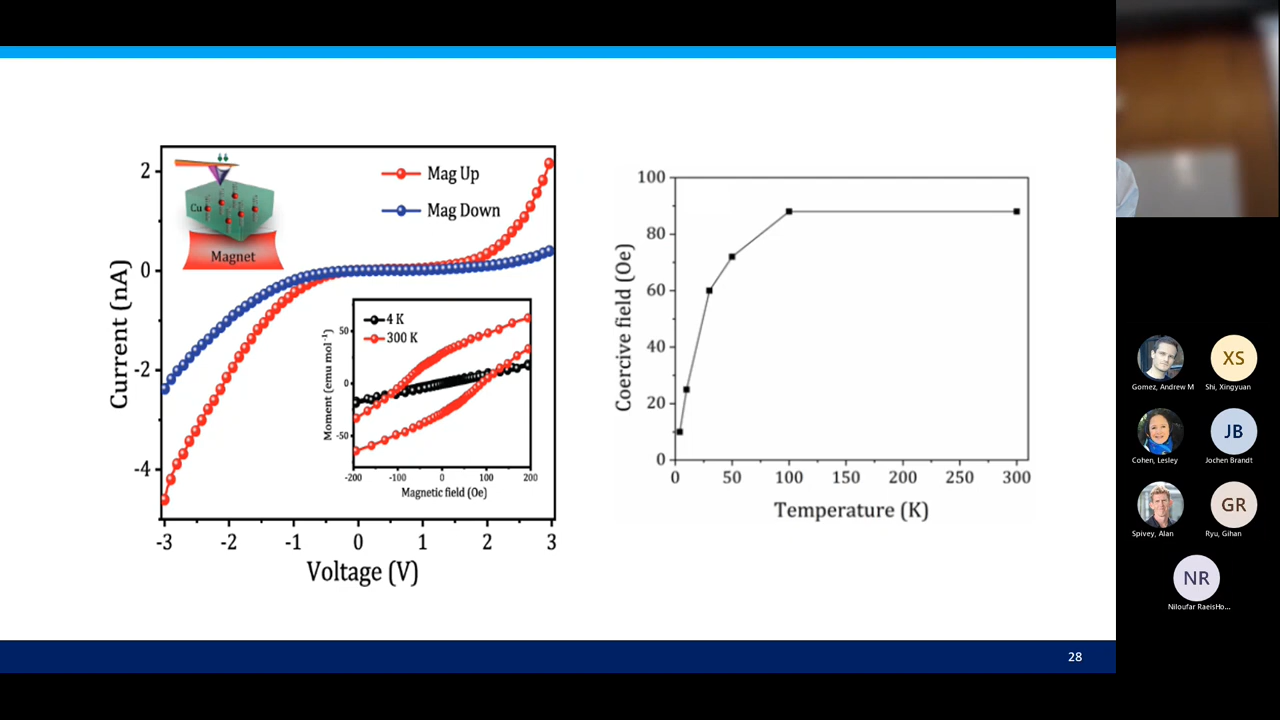 2
0
-2
-4
Current (nA)
-3
-2
-1
0
1
2
3
Voltage (V)
Mag Up
Mag Down
Cu
Magnet
4 K
300 K
50
0
-50
Moment (emu mol⁻¹)
-200
-100
0
100
200
Magnetic field (Oe)
100
80
60
40
20
0
Coercive field (Oe)
0
50
100
150
200
250
300
Temperature (K)
28
Gomez, Andrew M
XS
Shi, Xingyuan
Cohen, Lesley
JB
Jochen Brandt
Spivey, Alan
GR
Ryu, Gihan
NR
Niloufar RaeisHo...